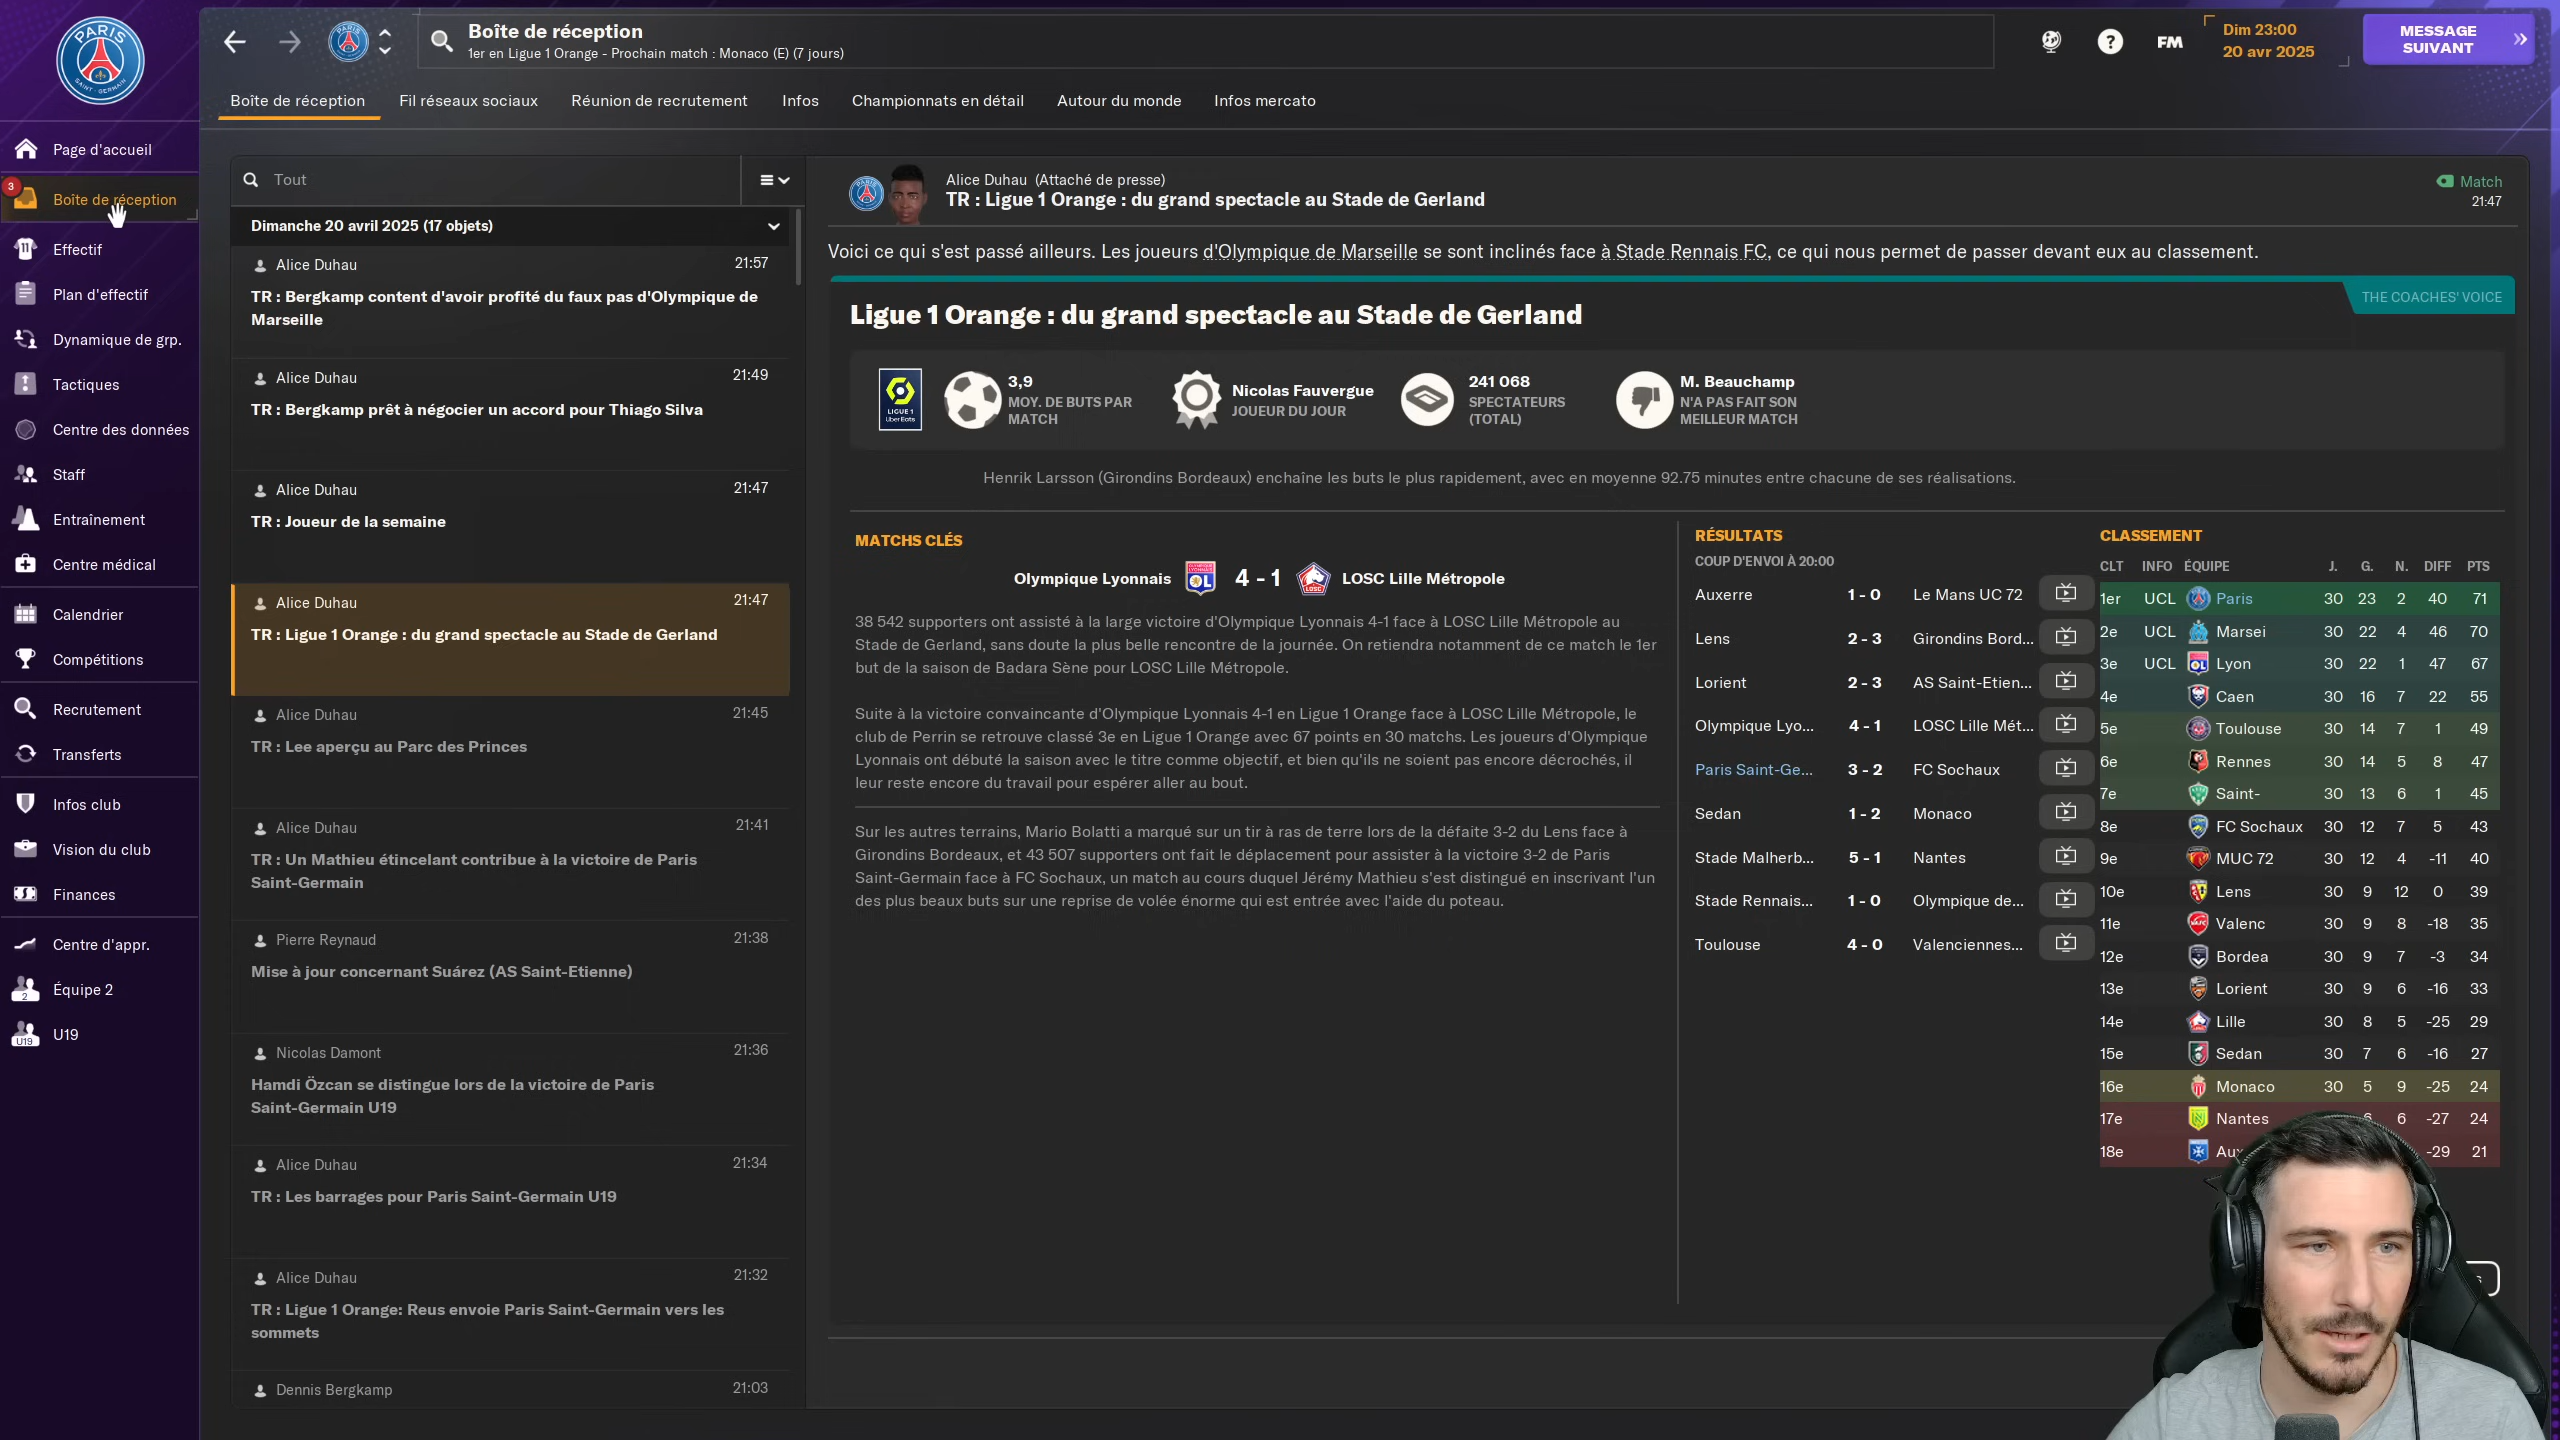 Boîte de réception
1er en Ligue 1 Orange - Prochain match : Monaco (E) (7 jours)
FM
Dim 23:00
20 avr 2025
MESSAGE
SUIVANT
Boîte de réception
Fil réseaux sociaux
Réunion de recrutement
Infos
Championnats en détail
Autour du monde
Infos mercato
Page d'accueil
3
Boîte de réception
Effectif
Plan d'effectif
Dynamique de grp.
Tactiques
Centre des données
Staff
Entraînement
Centre médical
Calendrier
Compétitions
Recrutement
Transferts
Infos club
Vision du club
Finances
Centre d'appr.
2
Équipe 2
U19
U19
Tout
Dimanche 20 avril 2025 (17 objets)
Alice Duhau 21:57
TR : Bergkamp content d'avoir profité du faux pas d'Olympique de
Marseille
Alice Duhau 21:49
TR : Bergkamp prêt à négocier un accord pour Thiago Silva
Alice Duhau 21:47
TR : Joueur de la semaine
Alice Duhau 21:47
TR : Ligue 1 Orange : du grand spectacle au Stade de Gerland
Alice Duhau 21:45
TR : Lee aperçu au Parc des Princes
Alice Duhau 21:41
TR : Un Mathieu étincelant contribue à la victoire de Paris
Saint-Germain
Pierre Reynaud 21:38
Mise à jour concernant Suárez (AS Saint-Etienne)
Nicolas Damont 21:36
Hamdi Özcan se distingue lors de la victoire de Paris
Saint-Germain U19
Alice Duhau 21:34
TR : Les barrages pour Paris Saint-Germain U19
Alice Duhau 21:32
TR : Ligue 1 Orange: Reus envoie Paris Saint-Germain vers les
sommets
Dennis Bergkamp 21:03
Alice Duhau (Attaché de presse)
TR : Ligue 1 Orange : du grand spectacle au Stade de Gerland
Match
21:47
Voici ce qui s'est passé ailleurs. Les joueurs d'Olympique de Marseille se sont inclinés face à Stade Rennais FC, ce qui nous permet de passer devant eux au classement.
THE COACHES' VOICE
Ligue 1 Orange : du grand spectacle au Stade de Gerland
LIGUE 1
Uber Eats
3,9
MOY. DE BUTS PAR
MATCH
Nicolas Fauvergue
JOUEUR DU JOUR
241 068
SPECTATEURS
(TOTAL)
M. Beauchamp
N'A PAS FAIT SON
MEILLEUR MATCH
Henrik Larsson (Girondins Bordeaux) enchaîne les buts le plus rapidement, avec en moyenne 92.75 minutes entre chacune de ses réalisations.
MATCHS CLÉS
Olympique Lyonnais 4 - 1 LOSC Lille Métropole
38 542 supporters ont assisté à la large victoire d'Olympique Lyonnais 4-1 face à LOSC Lille Métropole au
Stade de Gerland, sans doute la plus belle rencontre de la journée. On retiendra notamment de ce match le 1er
but de la saison de Badara Sène pour LOSC Lille Métropole.
Suite à la victoire convaincante d'Olympique Lyonnais 4-1 en Ligue 1 Orange face à LOSC Lille Métropole, le
club de Perrin se retrouve classé 3e en Ligue 1 Orange avec 67 points en 30 matchs. Les joueurs d'Olympique
Lyonnais ont débuté la saison avec le titre comme objectif, et bien qu'ils ne soient pas encore décrochés, il
leur reste encore du travail pour espérer aller au bout.
Sur les autres terrains, Mario Bolatti a marqué sur un tir à ras de terre lors de la défaite 3-2 du Lens face à
Girondins Bordeaux, et 43 507 supporters ont fait le déplacement pour assister à la victoire 3-2 de Paris
Saint-Germain face à FC Sochaux, un match au cours duquel Jérémy Mathieu s'est distingué en inscrivant l'un
des plus beaux buts sur une reprise de volée énorme qui est entrée avec l'aide du poteau.
RÉSULTATS
COUP D'ENVOI À 20:00
Auxerre 1 - 0 Le Mans UC 72
Lens 2 - 3 Girondins Bord...
Lorient 2 - 3 AS Saint-Etien...
Olympique Lyo... 4 - 1 LOSC Lille Mét...
Paris Saint-Ge... 3 - 2 FC Sochaux
Sedan 1 - 2 Monaco
Stade Malherb... 5 - 1 Nantes
Stade Rennais... 1 - 0 Olympique de...
Toulouse 4 - 0 Valenciennes...
CLASSEMENT
CLT INFO ÉQUIPE J. G. N. DIFF PTS
1er UCL Paris 30 23 2 40 71
2e UCL Marsei 30 22 4 46 70
3e UCL Lyon 30 22 1 47 67
4e Caen 30 16 7 22 55
5e Toulouse 30 14 7 1 49
6e Rennes 30 14 5 8 47
7e Saint- 30 13 6 1 45
8e FC Sochaux 30 12 7 5 43
9e MUC 72 30 12 4 -11 40
10e Lens 30 9 12 0 39
11e Valenc 30 9 8 -18 35
12e Bordea 30 9 7 -3 34
13e Lorient 30 9 6 -16 33
14e Lille 30 8 5 -25 29
15e Sedan 30 7 6 -16 27
16e Monaco 30 5 9 -25 24
17e Nantes 6 6 -27 24
18e Aux -29 21